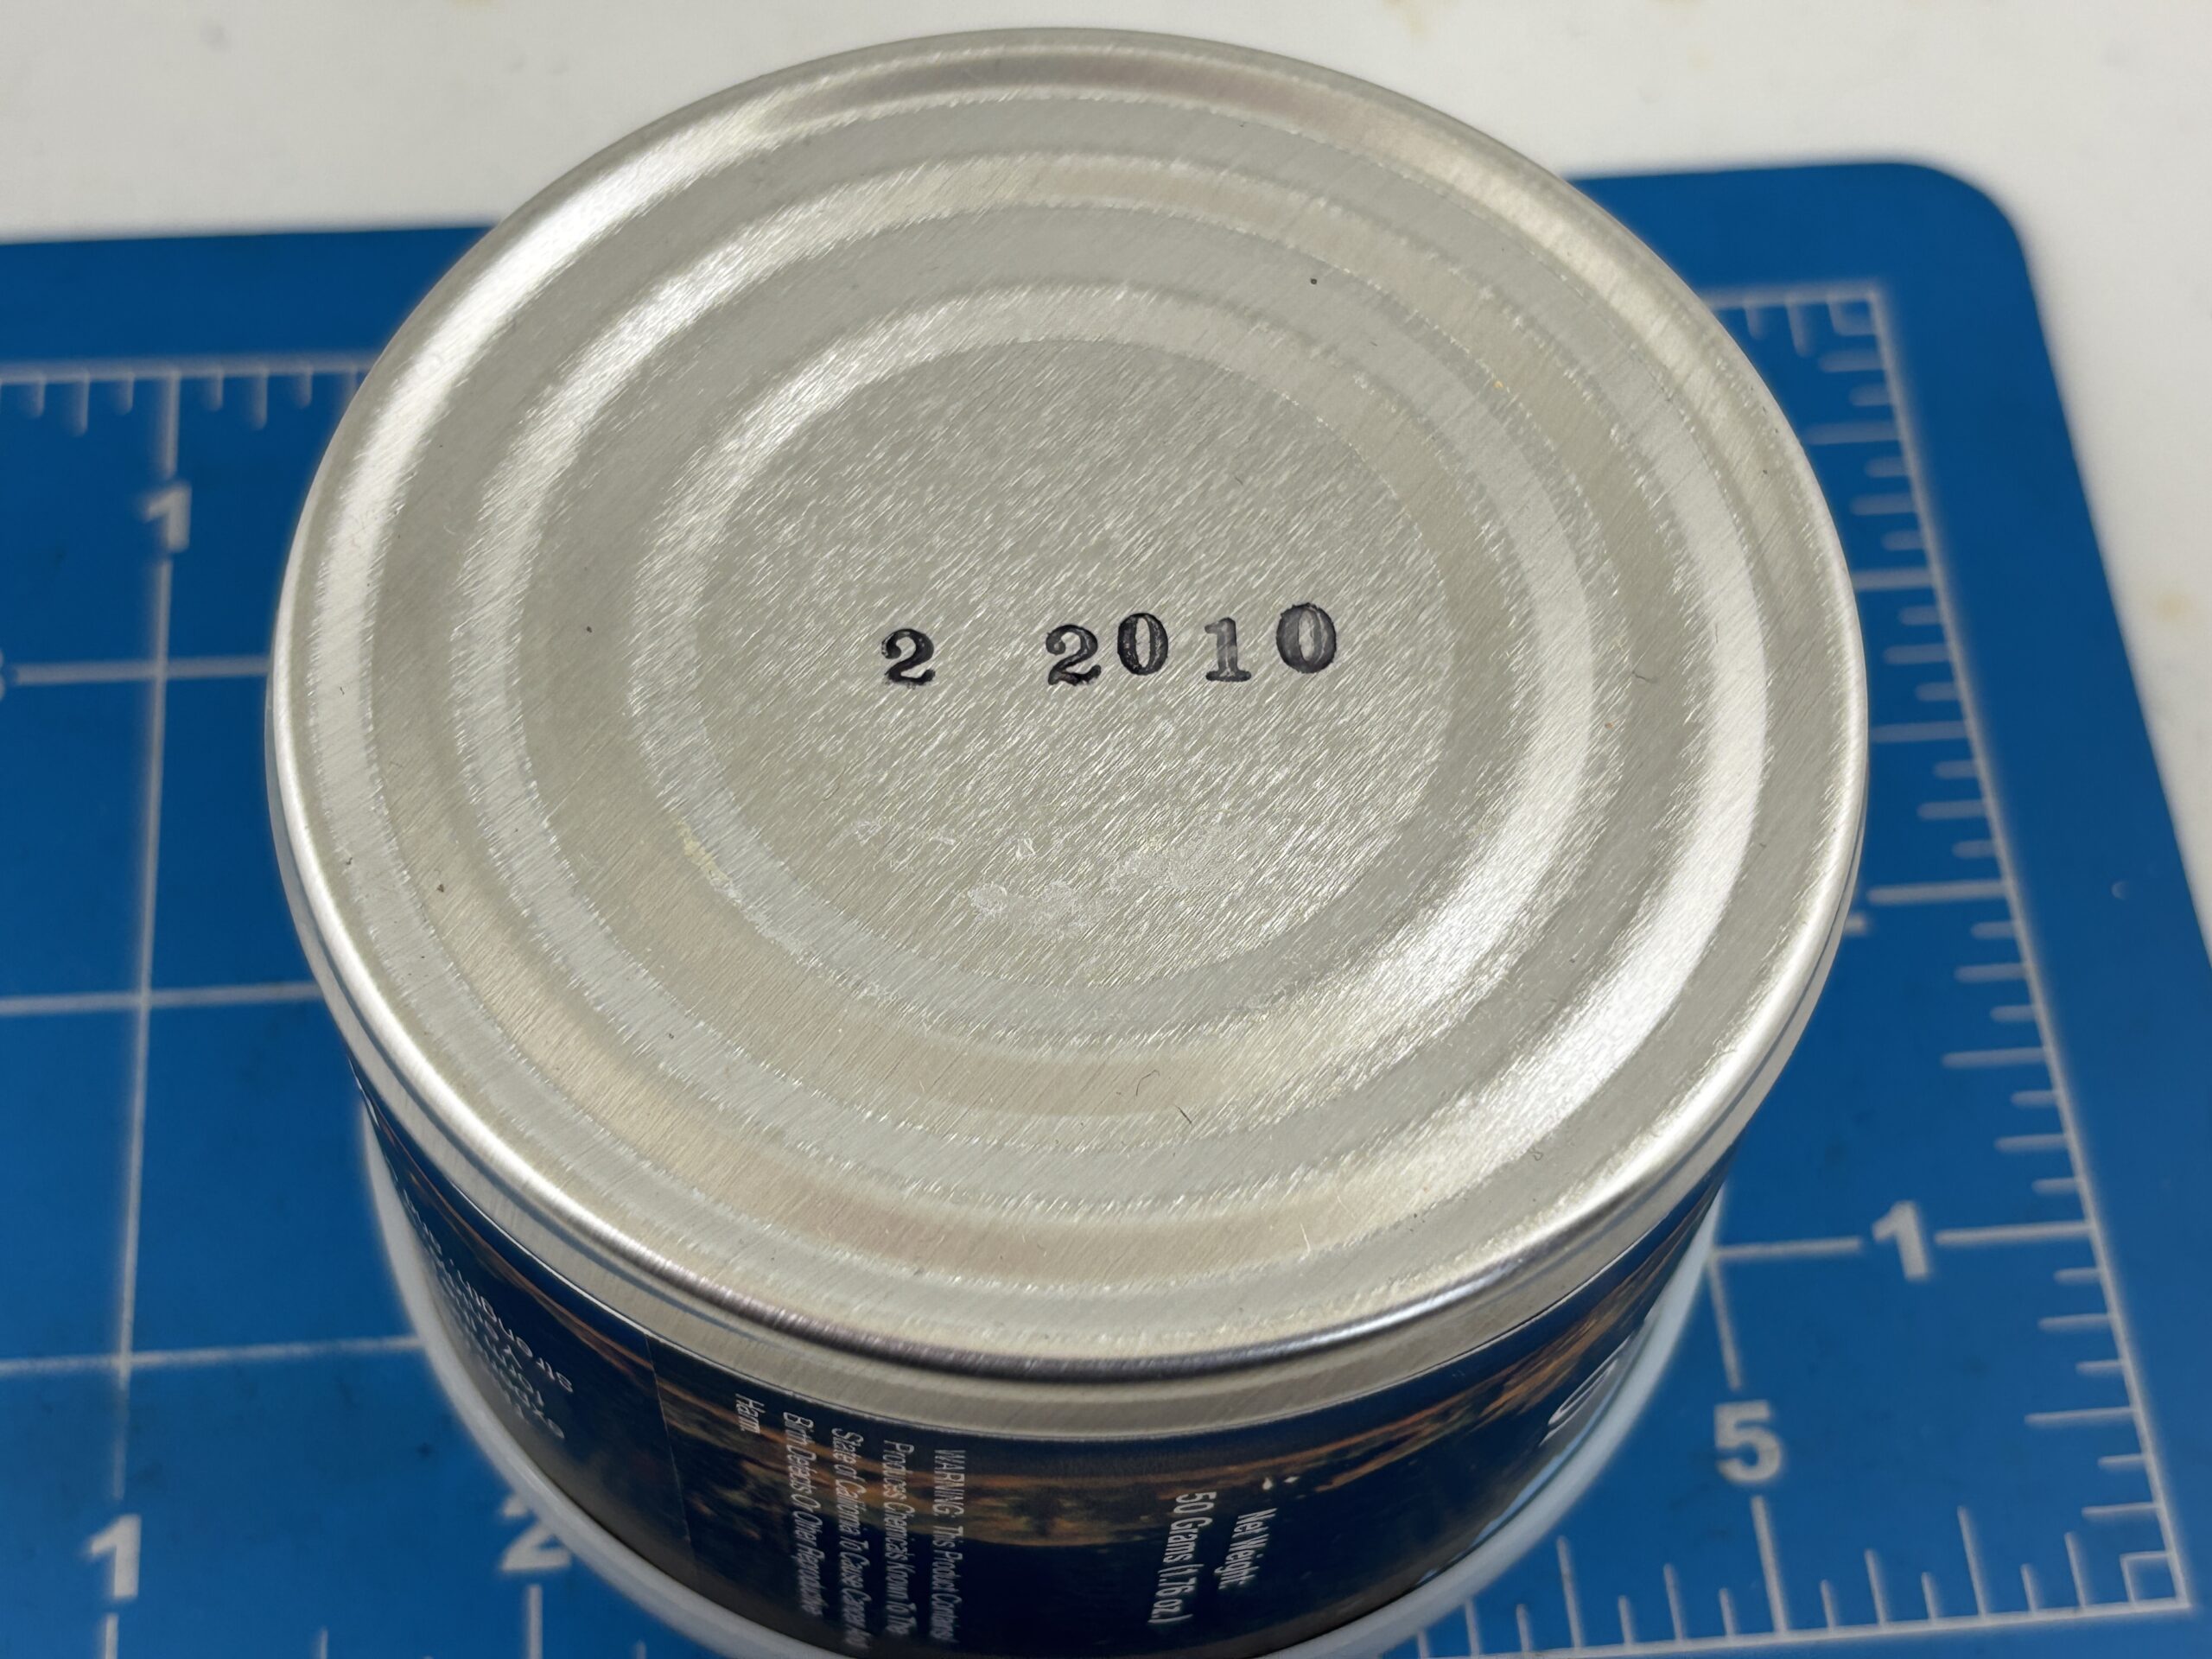 2 2010
1
1
5
1
2
WARNING: This Product Contains/
Produces Chemicals Known To The
State of California To Cause Cancer And
Birth Defects Or Other Reproductive
Harm.
Net Weight
50 Grams (1.76 oz.)